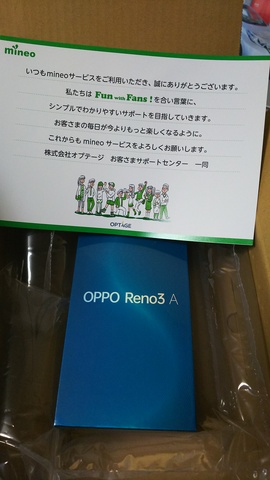 mineo
いつもmineoサービスをご利用いただき、誠にありがとうございます。
私たちは Fun with Fans! を合い言葉に、
シンプルでわかりやすいサポートを目指していきます。
お客さまの毎日が今よりもっと楽しくなるように。
これからも mineo サービスをよろしくお願いします。
株式会社オプテージ お客さまサポートセンター 一同
OPTAGE
OPPO Reno3 A